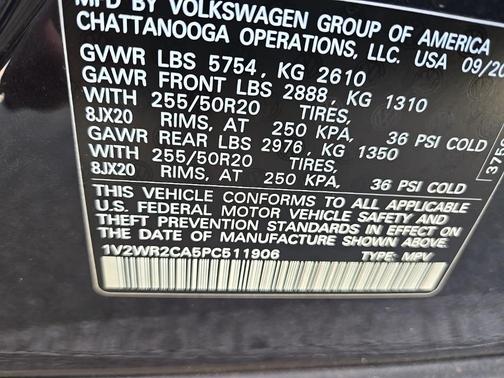 MFD BY VOLKSWAGEN GROUP OF AMERICA
CHATTANOOGA OPERATIONS, LLC. USA 09/20
GVWR LBS 5754, KG 2610
GAWR FRONT LBS 2888, KG 1310
WITH 255/50R20 TIRES,
8JX20 RIMS, AT 250 KPA, 36 PSI COLD
GAWR REAR LBS 2976, KG 1350
WITH 255/50R20 TIRES,
8JX20 RIMS, AT 250 KPA, 36 PSI COLD
THIS VEHICLE CONFORMS TO ALL APPLICABLE
U.S. FEDERAL MOTOR VEHICLE SAFETY AND
THEFT PREVENTION STANDARDS IN EFFECT ON
THE DATE OF MANUFACTURE SHOWN ABOVE.
1V2WR2CA5PC511906 TYPE: MPV